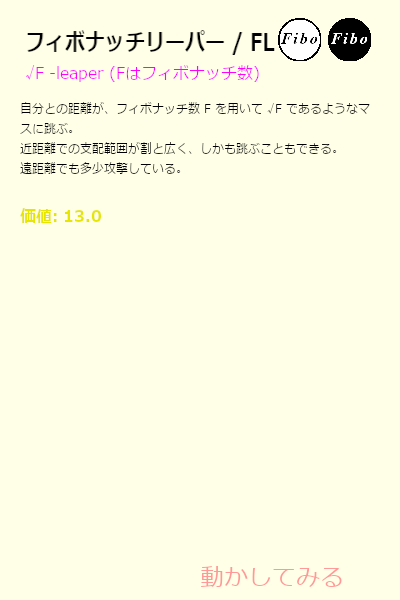 フィボナッチリーパー / FL Fibo Fibo
√F -leaper (Fはフィボナッチ数)
自分との距離が、フィボナッチ数 F を用いて √F であるようなマ
スに跳ぶ。
近距離での支配範囲が割と広く、しかも跳ぶこともできる。
遠距離でも多少攻撃している。
価値: 13.0
動かしてみる